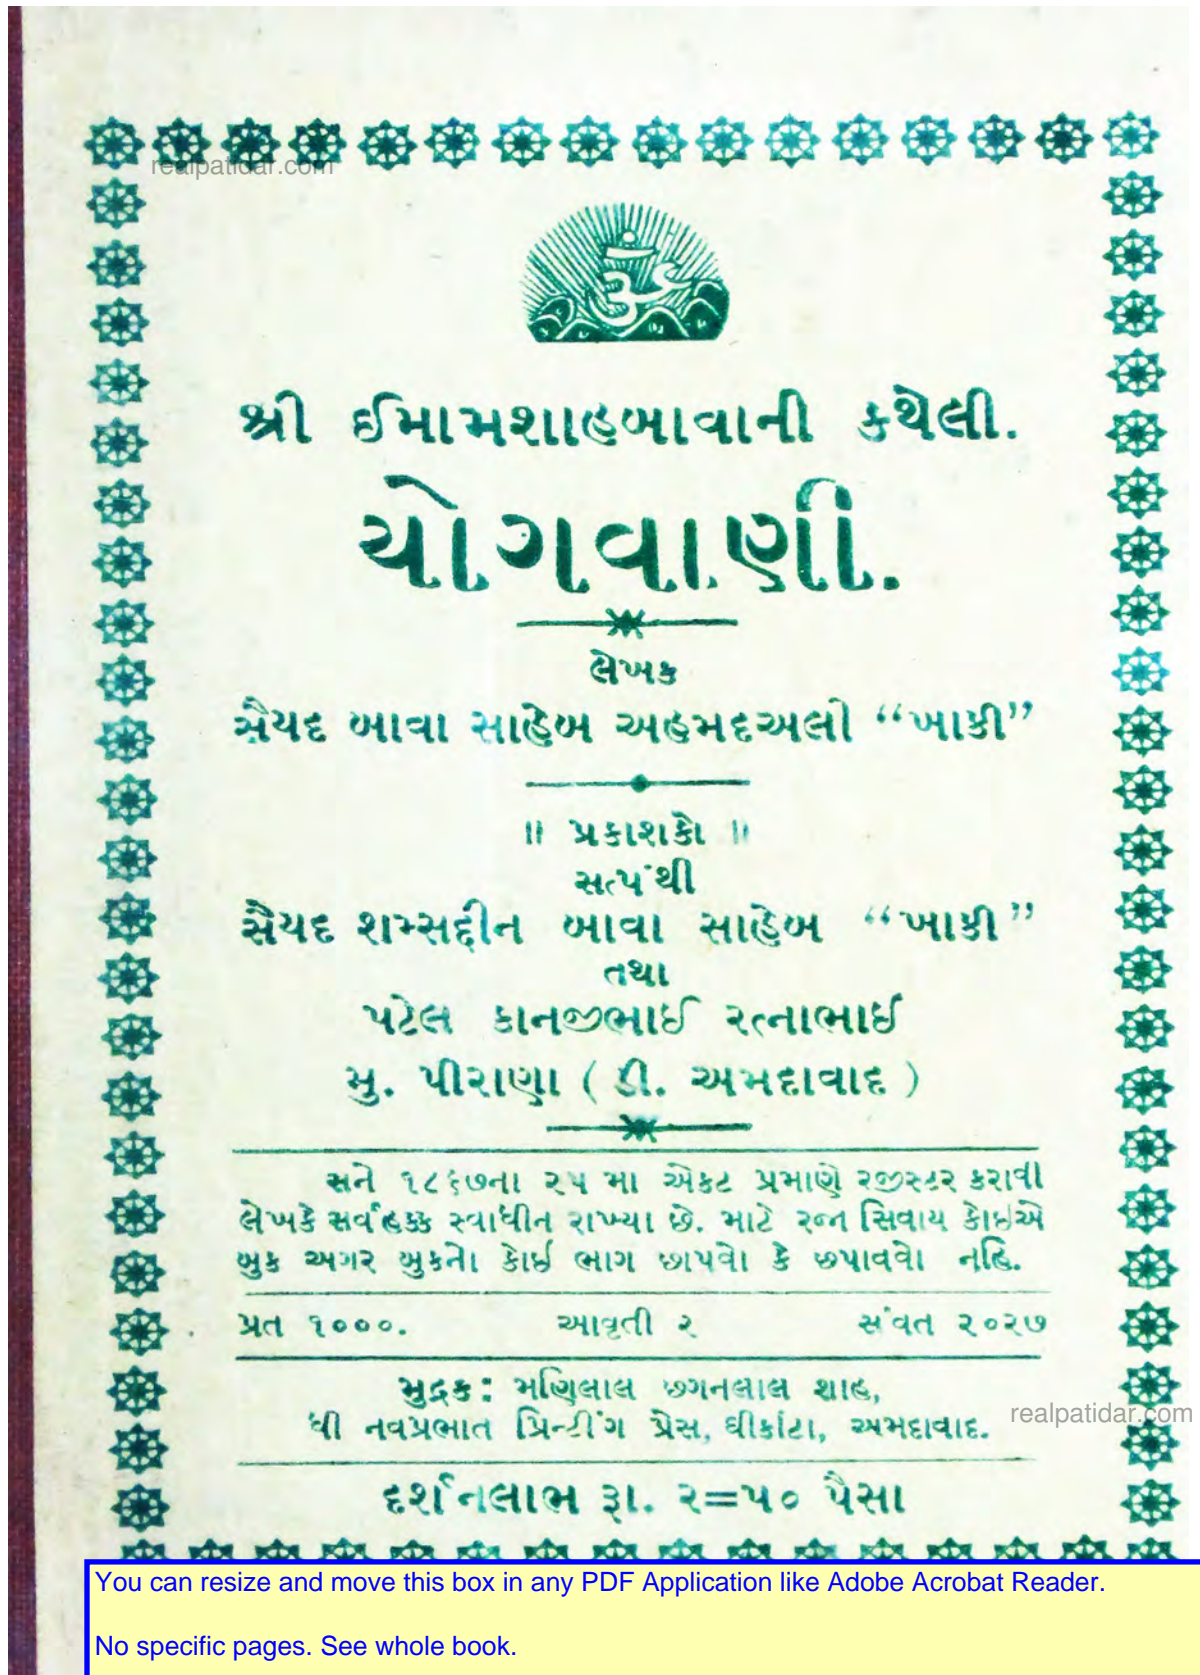 realpatidar.com
ૐ
શ્રી ઈમામશાહબાવાની કથેલી.
યોગવાણી.
લેખક
સૈયદ બાવા સાહેબ અહમદઅલી “ખાકી”
॥ પ્રકાશકો ॥
સત્પંથી
સૈયદ શમ્સદ્દીન બાવા સાહેબ “ખાકી”
તથા
પટેલ કાનજીભાઈ રત્નાભાઈ
મુ. પીરાણા ( ડી. અમદાવાદ )
સને ૧૮૬૭ના ૨૫ મા એકટ પ્રમાણે રજીસ્ટર કરાવી
લેખકે સર્વહક્ક સ્વાધીન રાખ્યા છે. માટે રજા સિવાય કોઇએ
બુક અગર બુકનો કોઈ ભાગ છાપવો કે છપાવવો નહિ.
પ્રત ૧૦૦૦. આવૃતી ૨ સંવત ૨૦૨૭
મુદ્રક: મણિલાલ છગનલાલ શાહ,
ધી નવપ્રભાત પ્રિન્ટીંગ પ્રેસ, ઘીકાંટા, અમદાવાદ.
realpatidar.com
દર્શનલાભ રૂા. ૨=૫૦ પૈસા
You can resize and move this box in any PDF Application like Adobe Acrobat Reader.
No specific pages. See whole book.